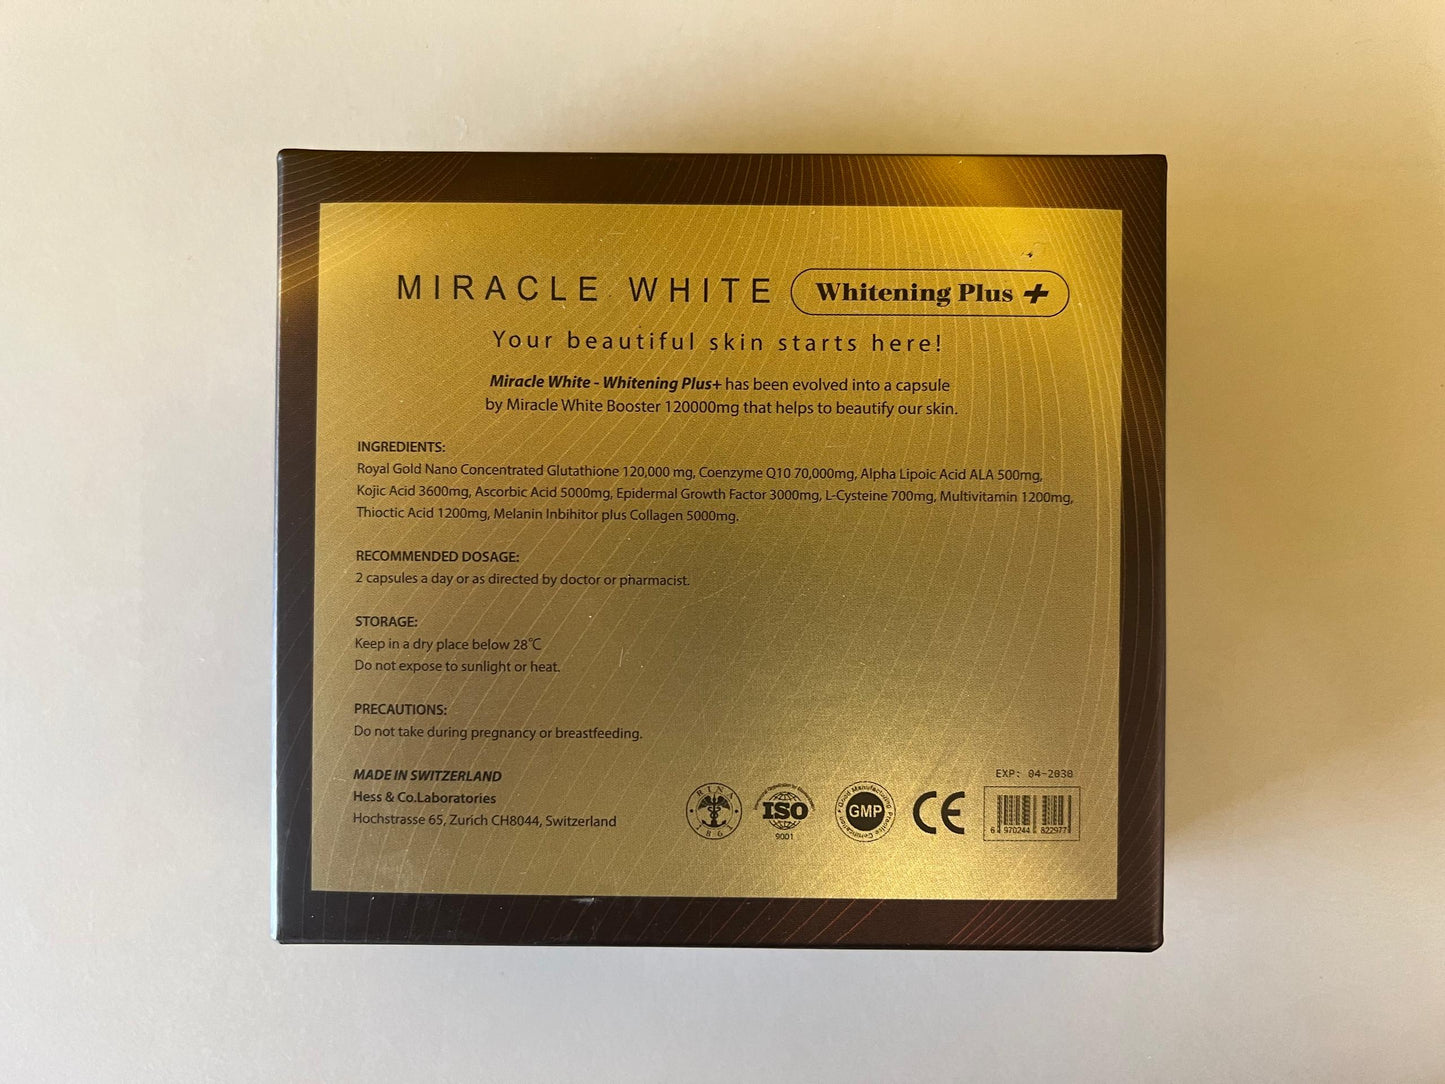 MIRACLE WHITE Whitening Plus +
Your beautiful skin starts here!
Miracle White - Whitening Plus+ has been evolved into a capsule
by Miracle White Booster 120000mg that helps to beautify our skin.
INGREDIENTS:
Royal Gold Nano Concentrated Glutathione 120,000 mg, Coenzyme Q10 70,000mg, Alpha Lipoic Acid ALA 500mg,
Kojic Acid 3600mg, Ascorbic Acid 5000mg, Epidermal Growth Factor 3000mg, L-Cysteine 700mg, Multivitamin 1200mg,
Thioctic Acid 1200mg, Melanin Inbihitor plus Collagen 5000mg.
RECOMMENDED DOSAGE:
2 capsules a day or as directed by doctor or pharmacist.
STORAGE:
Keep in a dry place below 28°C
Do not expose to sunlight or heat.
PRECAUTIONS:
Do not take during pregnancy or breastfeeding.
MADE IN SWITZERLAND
Hess & Co.Laboratories
Hochstrasse 65, Zurich CH8044, Switzerland
RINA
1861
ISO
9001
Good Manufacturing Practice
GMP
CE
EXP: 04-2030
6 970244 822977